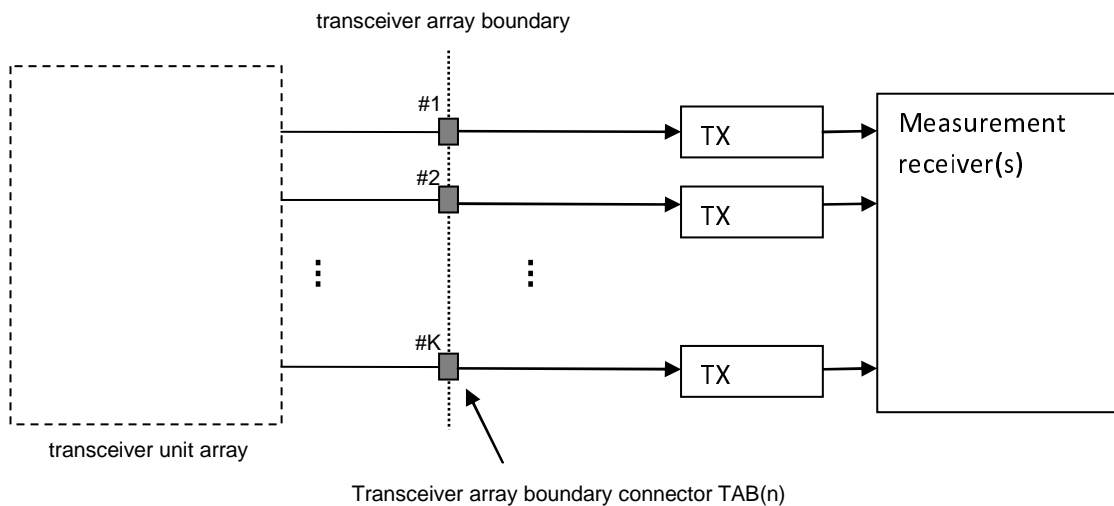 transceiver array boundary
#1
TX
Measurement
receiver(s)
#2
TX
#K
TX
transceiver unit array
Transceiver array boundary connector TAB(n)